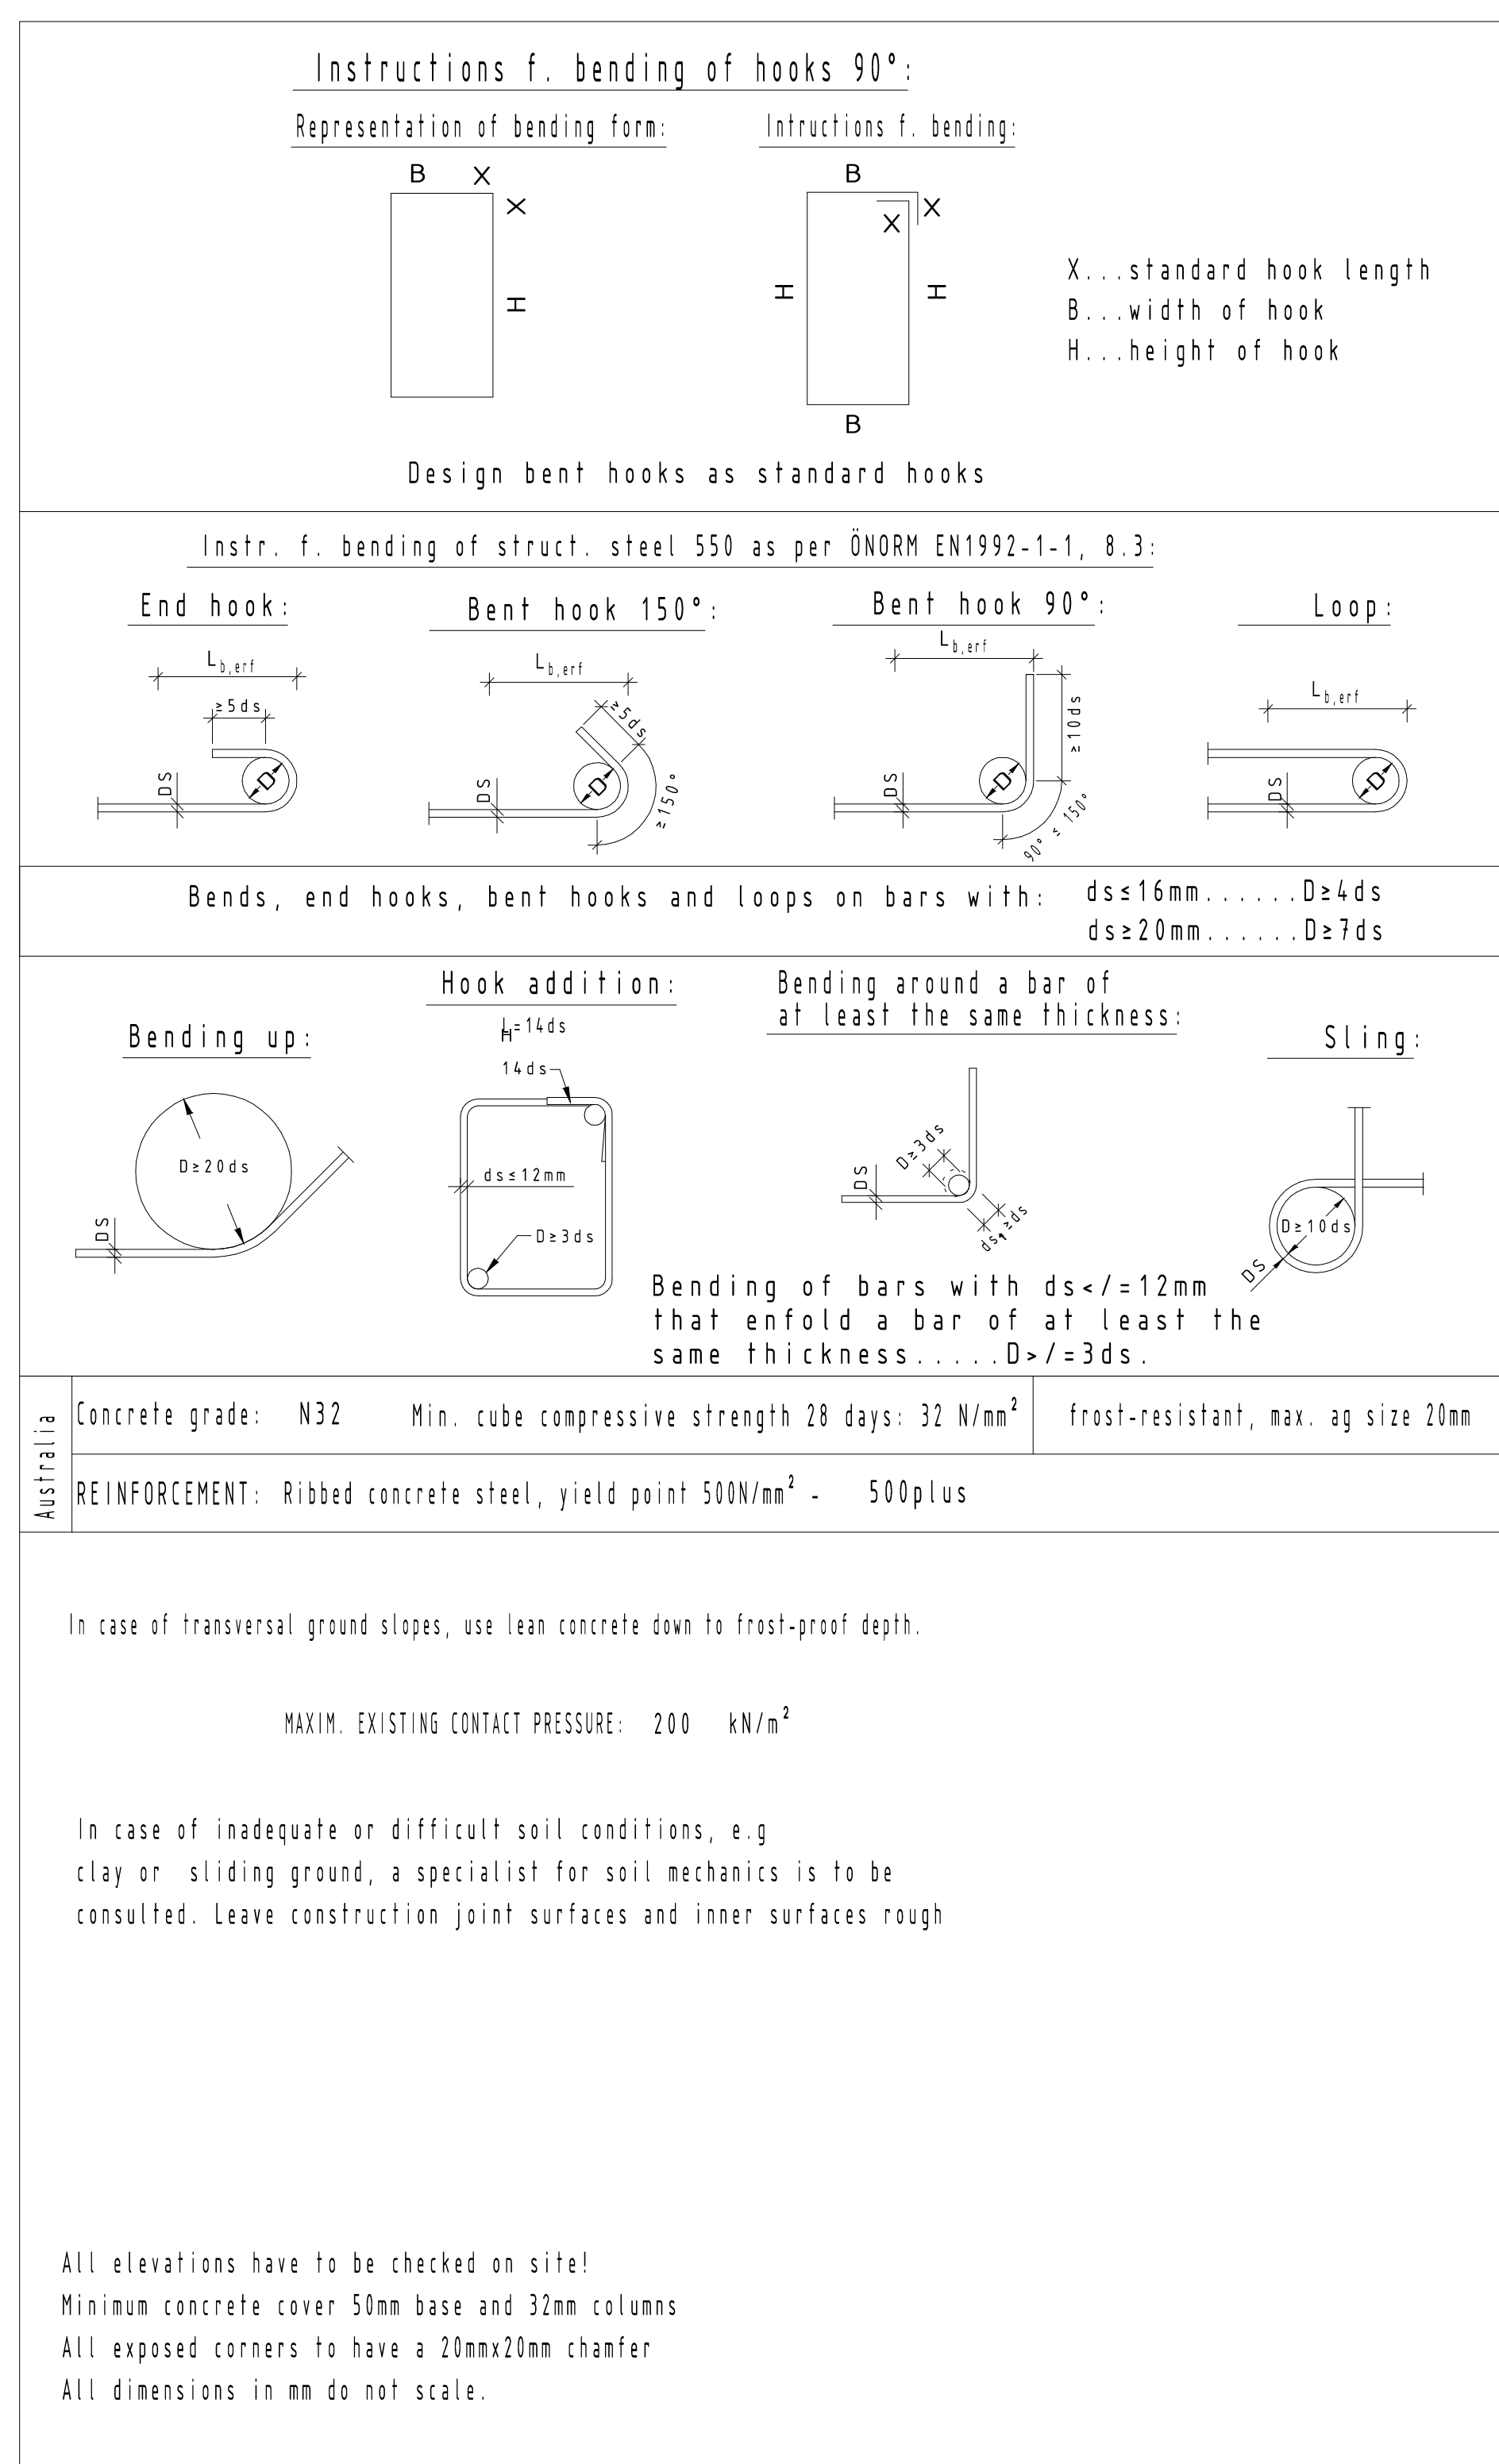 Instructions f. bending of hooks 90°:
Representation of bending form:
Intructions f. bending:
B
X
X
H
B
X
X
H
H
B
X...standard hook length
B...width of hook
H...height of hook
Design bent hooks as standard hooks
Instr. f. bending of struct. steel 550 as per ÖNORM EN1992-1-1, 8.3:
End hook:
Lb,erf
≥5ds
DS
D
Bent hook 150°:
Lb,erf
≥5ds
DS
D
≥150°
Bent hook 90°:
Lb,erf
≥10ds
DS
D
90° ≤ 150°
Loop:
Lb,erf
DS
D
Bends, end hooks, bent hooks and loops on bars with:
ds≤16mm......D≥4ds
ds≥20mm......D≥7ds
Bending up:
D≥20ds
DS
Hook addition:
LH=14ds
14ds
ds≤12mm
D≥3ds
Bending around a bar of
at least the same thickness:
D≥3ds
DS
ds1≥ds
Sling:
D≥10ds
DS
Bending of bars with ds</=12mm
that enfold a bar of at least the
same thickness.....D>/=3ds.
Australia
Concrete grade: N32 Min. cube compressive strength 28 days: 32 N/mm²
frost-resistant, max. ag size 20mm
REINFORCEMENT: Ribbed concrete steel, yield point 500N/mm² - 500plus
In case of transversal ground slopes, use lean concrete down to frost-proof depth.
MAXIM. EXISTING CONTACT PRESSURE: 200 kN/m²
In case of inadequate or difficult soil conditions, e.g
clay or sliding ground, a specialist for soil mechanics is to be
consulted. Leave construction joint surfaces and inner surfaces rough
All elevations have to be checked on site!
Minimum concrete cover 50mm base and 32mm columns
All exposed corners to have a 20mmx20mm chamfer
All dimensions in mm do not scale.